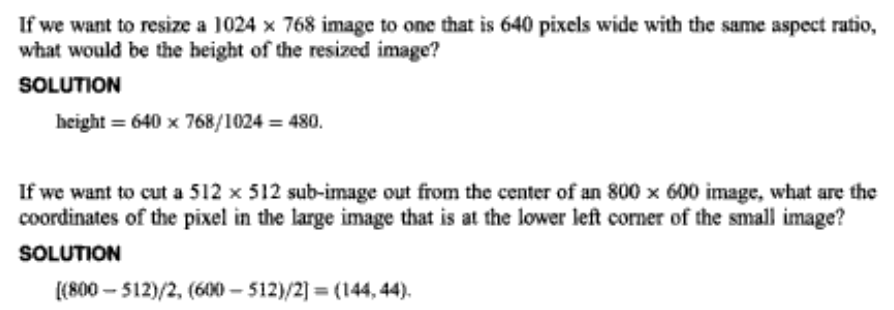 If we want to resize a 1024 × 768 image to one that is 640 pixels wide with the same aspect ratio,
what would be the height of the resized image?
SOLUTION
height = 640 × 768/1024 = 480.
If we want to cut a 512 × 512 sub-image out from the center of an 800 × 600 image, what are the
coordinates of the pixel in the large image that is at the lower left corner of the small image?
SOLUTION
[(800 – 512)/2, (600 – 512)/2] = (144, 44).